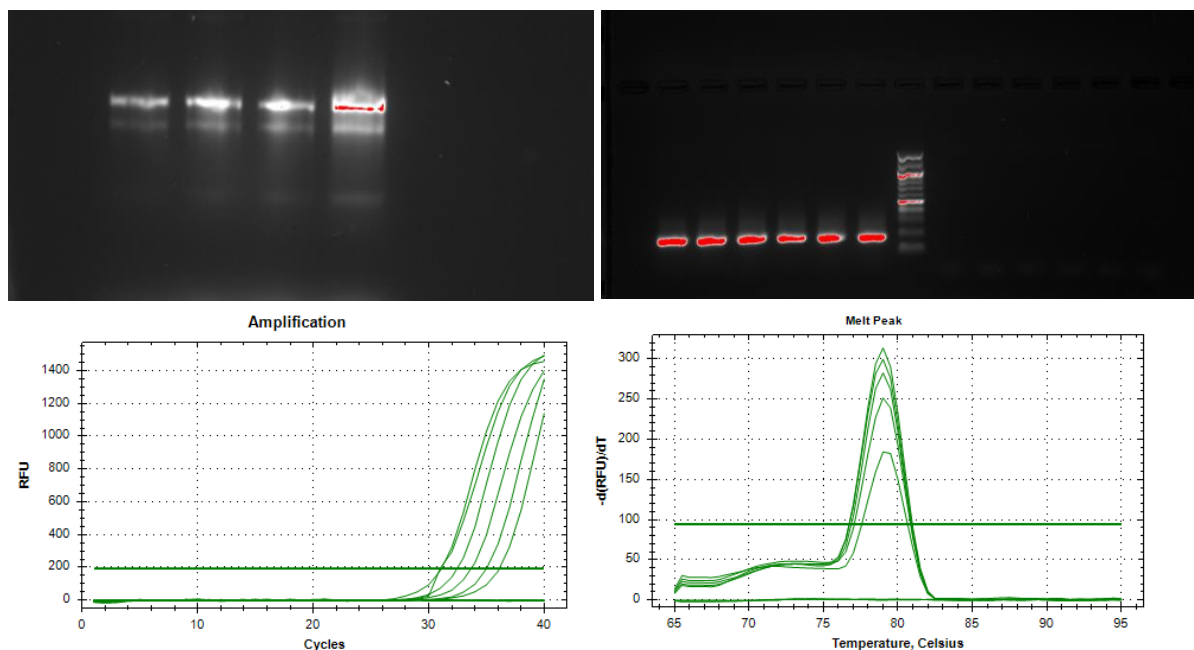 Amplification
1400
1200
1000
800
600
400
200
0
RFU
0 10 20 30 40
Cycles
Melt Peak
300
250
200
150
100
50
0
-d(RFU)/dT
65 70 75 80 85 90 95
Temperature, Celsius